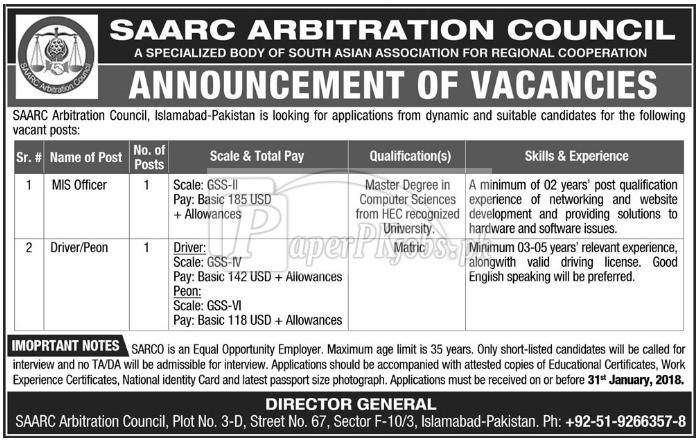 SAARC ARBITRATION COUNCIL
A SPECIALIZED BODY OF SOUTH ASIAN ASSOCIATION FOR REGIONAL COOPERATION
SAARC Arbitration Council
ANNOUNCEMENT OF VACANCIES
SAARC Arbitration Council, Islamabad-Pakistan is looking for applications from dynamic and suitable candidates for the following
vacant posts:
Sr. # Name of Post No. of Posts Scale & Total Pay Qualification(s) Skills & Experience
1 MIS Officer 1 Scale: GSS-II Master Degree in A minimum of 02 years' post qualification
Pay: Basic 185 USD Computer Sciences experience of networking and website
+ Allowances from HEC recognized development and providing solutions to
University. hardware and software issues.
2 Driver/Peon 1 Driver: Matric Minimum 03-05 years' relevant experience,
Scale: GSS-IV alongwith valid driving license. Good
Pay: Basic 142 USD + Allowances English speaking will be preferred.
Peon:
Scale: GSS-VI
Pay: Basic 118 USD + Allowances
PaperPkjobs.pk
IMOPRTANT NOTES SARCO is an Equal Opportunity Employer. Maximum age limit is 35 years. Only short-listed candidates will be called for
interview and no TA/DA will be admissible for interview. Applications should be accompanied with attested copies of Educational Certificates, Work
Experience Certificates, National identity Card and latest passport size photograph. Applications must be received on or before 31st January, 2018.
DIRECTOR GENERAL
SAARC Arbitration Council, Plot No. 3-D, Street No. 67, Sector F-10/3, Islamabad-Pakistan. Ph: +92-51-9266357-8